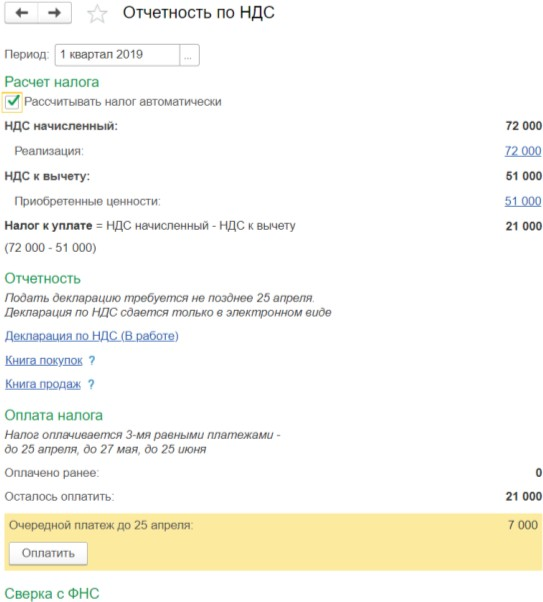 Отчетность по НДС
Период: 1 квартал 2019 ...
Расчет налога
Рассчитывать налог автоматически
НДС начисленный: 72 000
Реализация: 72 000
НДС к вычету: 51 000
Приобретенные ценности: 51 000
Налог к уплате = НДС начисленный - НДС к вычету 21 000
(72 000 - 51 000)
Отчетность
Подать декларацию требуется не позднее 25 апреля.
Декларация по НДС сдается только в электронном виде
Декларация по НДС (В работе)
Книга покупок ?
Книга продаж ?
Оплата налога
Налог оплачивается 3-мя равными платежами -
до 25 апреля, до 27 мая, до 25 июня
Оплачено ранее: 0
Осталось оплатить: 21 000
Очередной платеж до 25 апреля: 7 000
Оплатить
Сверка с ФНС